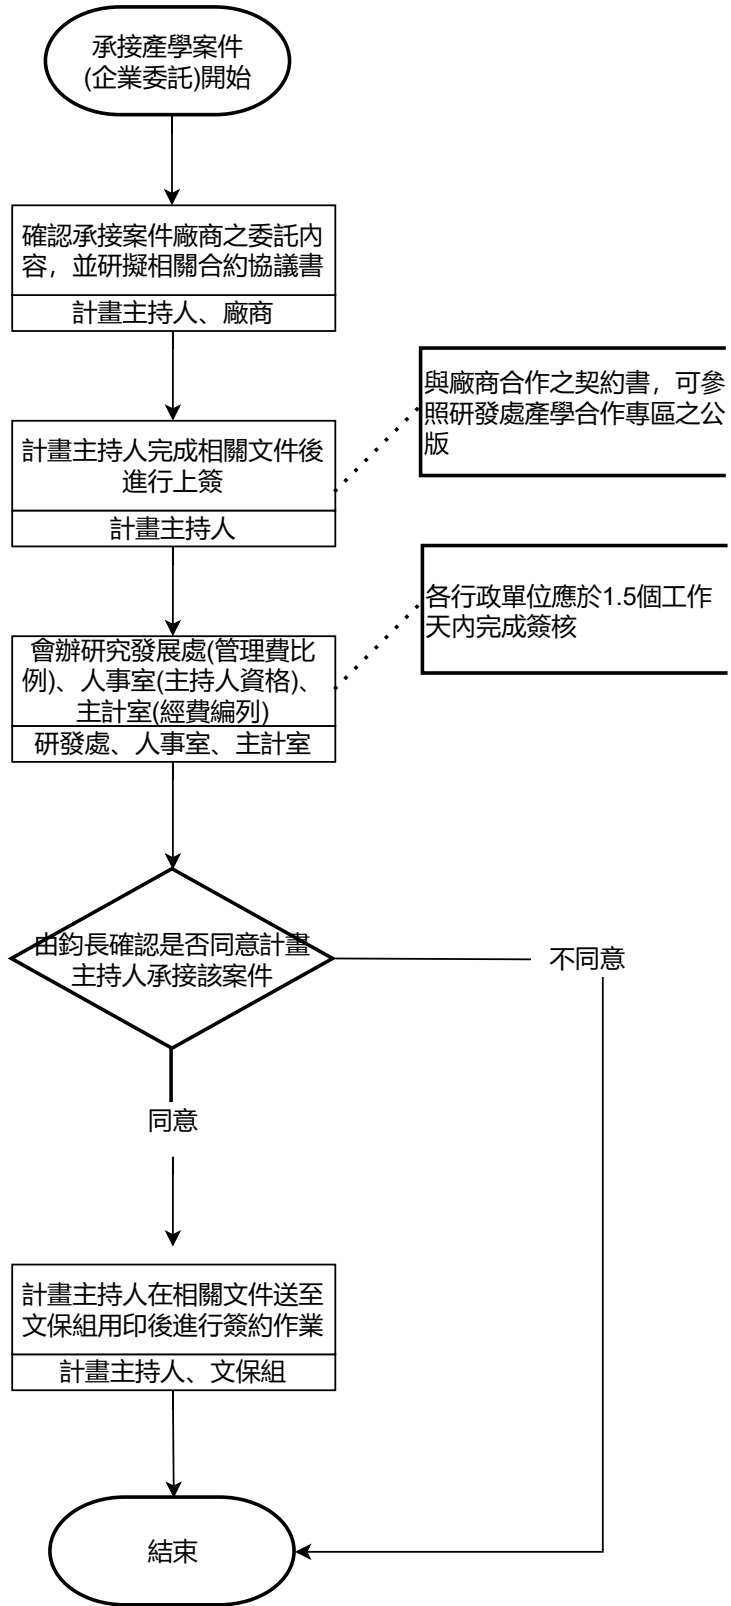 承接產學案件
(企業委託)開始
確認承接案件廠商之委託內
容，並研擬相關合約協議書
計畫主持人、廠商
與廠商合作之契約書，可參
照研發處產學合作專區之公
版
計畫主持人完成相關文件後
進行上簽
計畫主持人
各行政單位應於1.5個工作
天內完成簽核
會辦研究發展處(管理費比
例)、人事室(主持人資格)、
主計室(經費編列)
研發處、人事室、主計室
由鈞長確認是否同意計畫
主持人承接該案件
不同意
同意
計畫主持人在相關文件送至
文保組用印後進行簽約作業
計畫主持人、文保組
結束